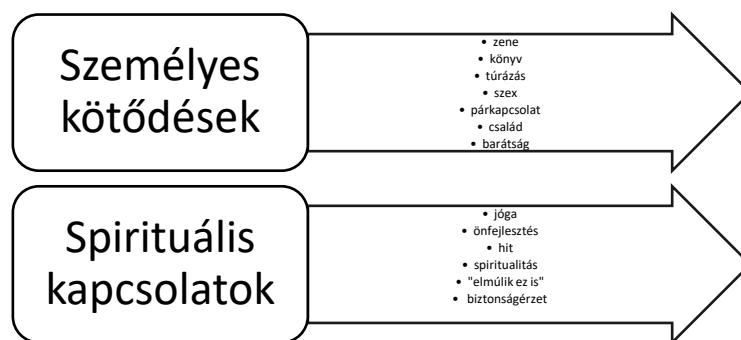 Személyes
kötődések
• zene
• könyv
• túrázás
• szex
• párkapcsolat
• család
• barátság
Spirituális
kapcsolatok
• jóga
• önfejlesztés
• hit
• spiritualitás
• "elmúlik ez is"
• biztonságérzet